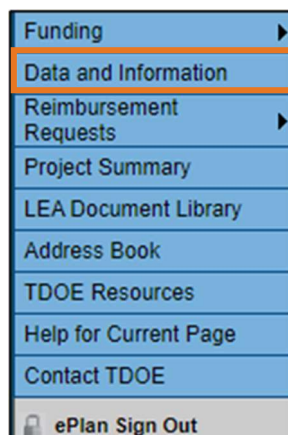 Funding
Data and Information
Reimbursement
Requests
Project Summary
LEA Document Library
Address Book
TDOE Resources
Help for Current Page
Contact TDOE
ePlan Sign Out